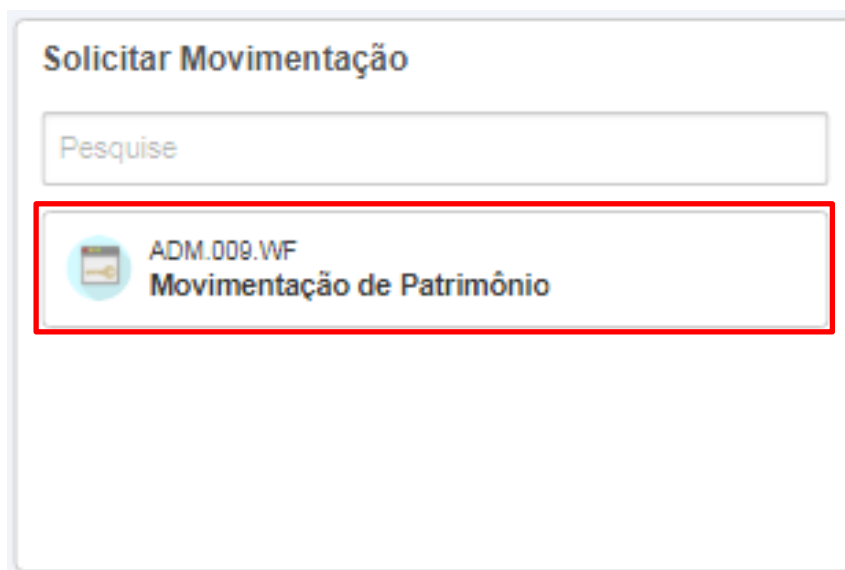 Solicitar Movimentação
Pesquise
ADM.009.WF
Movimentação de Patrimônio